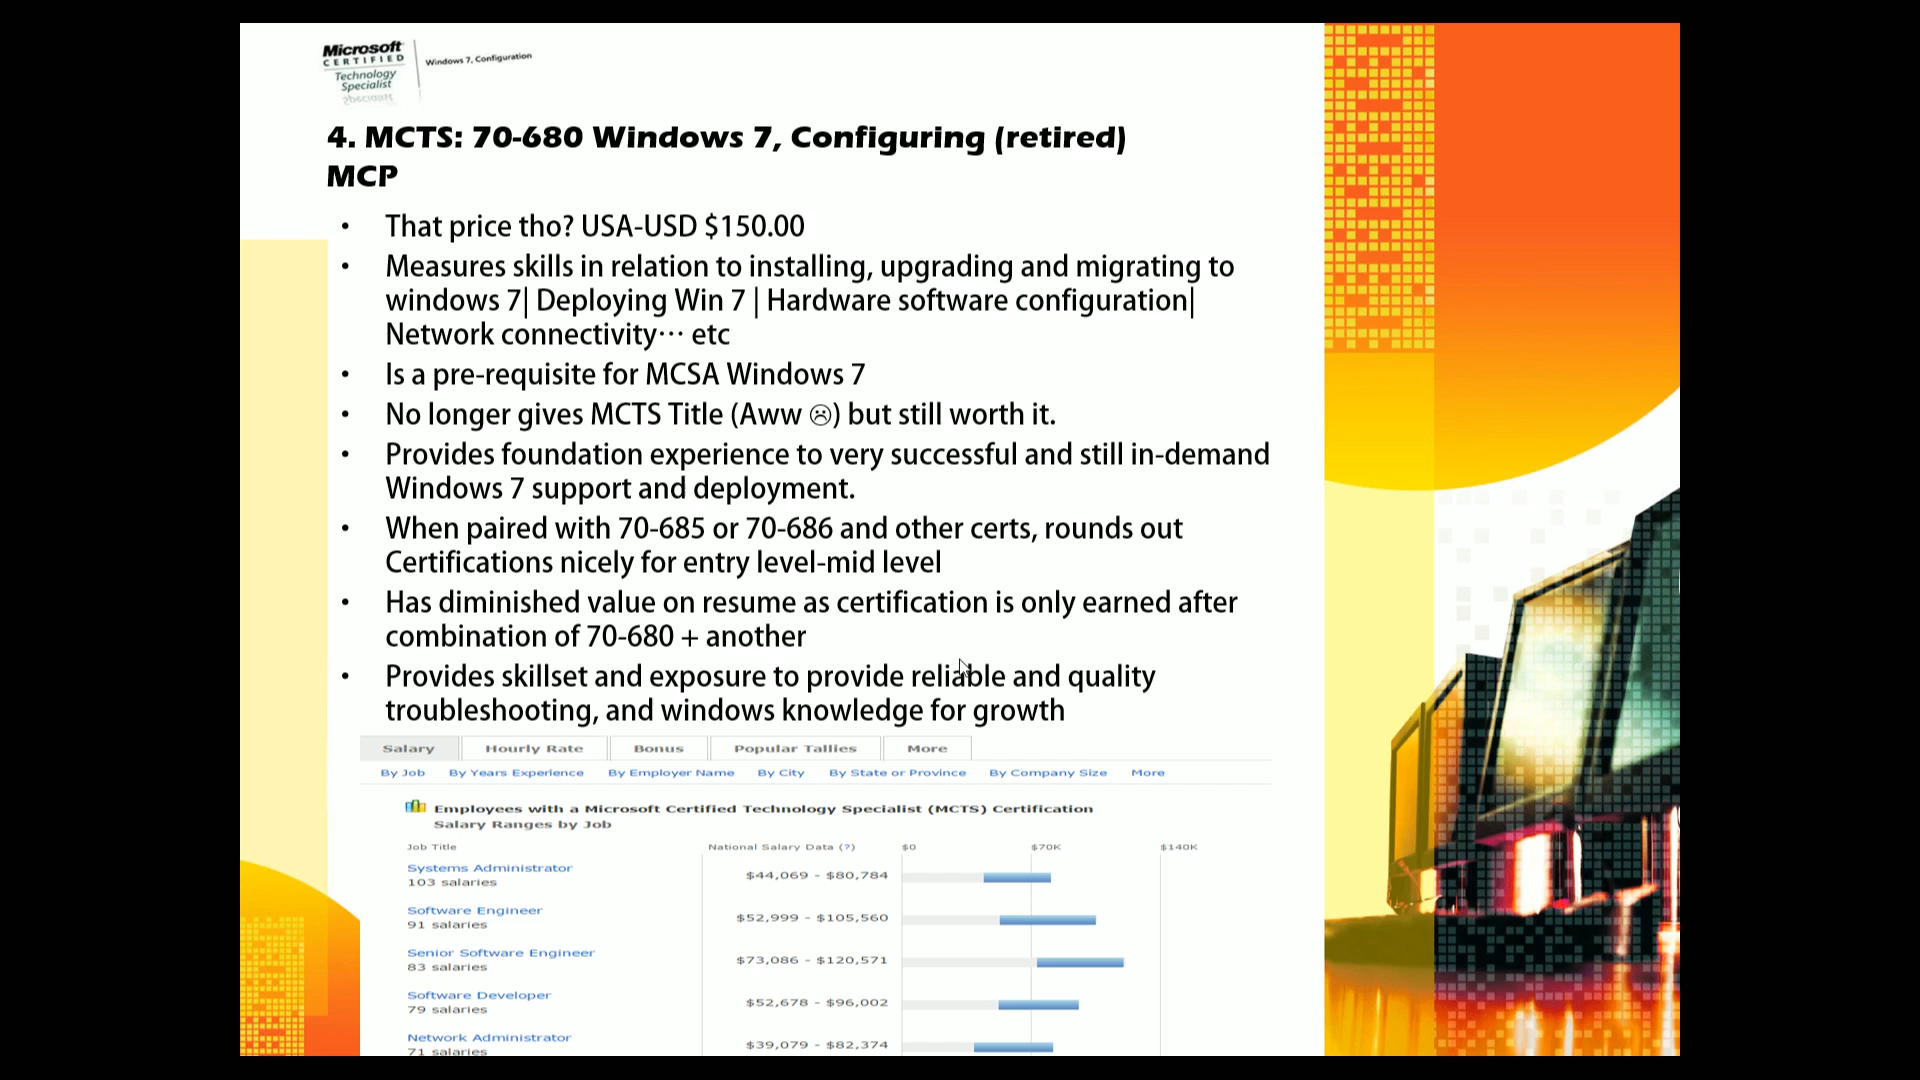 Microsoft
CERTIFIED
Technology
Specialist
Windows 7, Configuration
4. MCTS: 70-680 Windows 7, Configuring (retired)
MCP
• That price tho? USA-USD $150.00
• Measures skills in relation to installing, upgrading and migrating to
windows 7| Deploying Win 7 | Hardware software configuration|
Network connectivity… etc
• Is a pre-requisite for MCSA Windows 7
• No longer gives MCTS Title (Aww ☹) but still worth it.
• Provides foundation experience to very successful and still in-demand
Windows 7 support and deployment.
• When paired with 70-685 or 70-686 and other certs, rounds out
Certifications nicely for entry level-mid level
• Has diminished value on resume as certification is only earned after
combination of 70-680 + another
• Provides skillset and exposure to provide reliable and quality
troubleshooting, and windows knowledge for growth
Salary Hourly Rate Bonus Popular Tallies More
By Job By Years Experience By Employer Name By City By State or Province By Company Size More
Employees with a Microsoft Certified Technology Specialist (MCTS) Certification
Salary Ranges by Job
Job Title National Salary Data (?) $0 $70K $140K
Systems Administrator $44,069 - $80,784
103 salaries
Software Engineer $52,999 - $105,560
91 salaries
Senior Software Engineer $73,086 - $120,571
83 salaries
Software Developer $52,678 - $96,002
79 salaries
Network Administrator $39,079 - $82,374
71 salaries